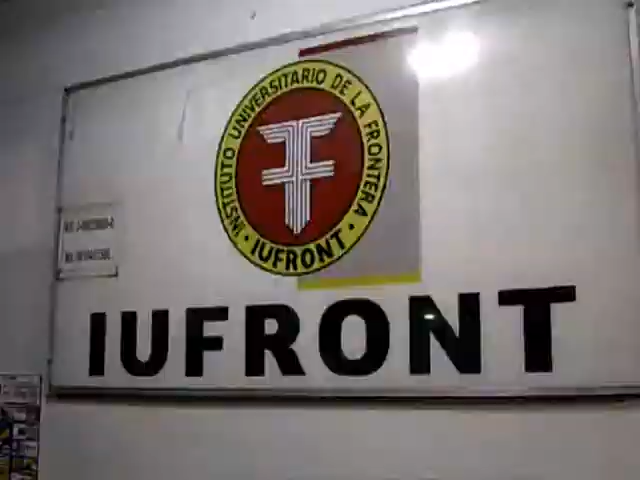 INSTITUTO UNIVERSITARIO DE LA FRONTERA
· IUFRONT ·
IUFRONT